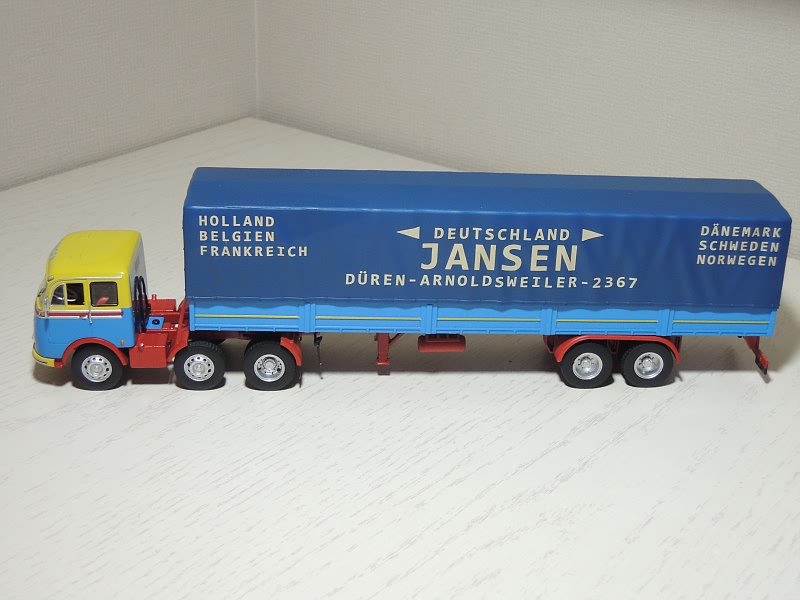 HOLLAND
BELGIEN
FRANKREICH
DEUTSCHLAND
JANSEN
DÜREN-ARNOLDSWEILER-2367
DÄNEMARK
SCHWEDEN
NORWEGEN